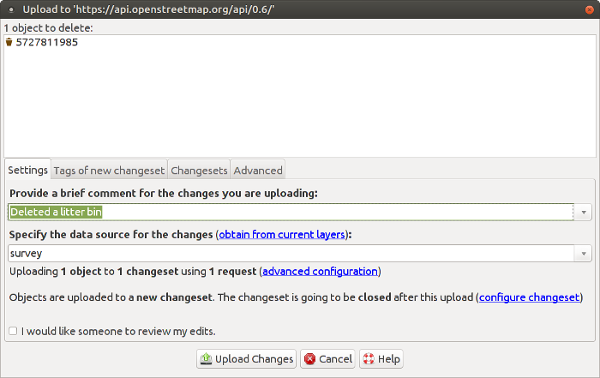 Upload to 'https://api.openstreetmap.org/api/0.6/'
1 object to delete:
5727811985
Settings Tags of new changeset Changesets Advanced
Provide a brief comment for the changes you are uploading:
Deleted a litter bin
Specify the data source for the changes (obtain from current layers):
survey
Uploading 1 object to 1 changeset using 1 request (advanced configuration)
Objects are uploaded to a new changeset. The changeset is going to be closed after this upload (configure changeset)
I would like someone to review my edits.
Upload Changes Cancel Help